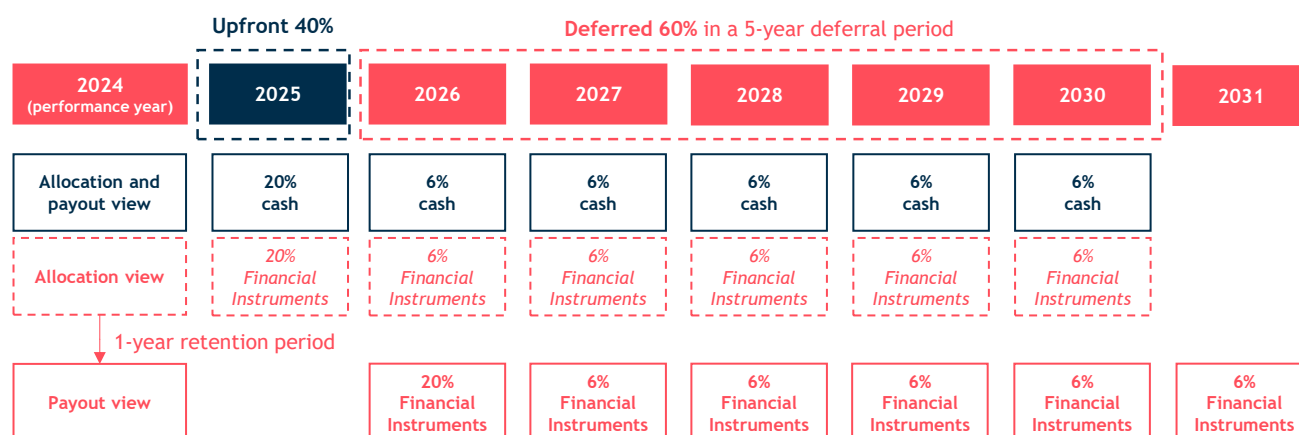 Upfront 40%
Deferred 60% in a 5-year deferral period
2024
(performance year)
2025
2026
2027
2028
2029
2030
2031
Allocation and
payout view
20%
cash
6%
cash
6%
cash
6%
cash
6%
cash
6%
cash
Allocation view
20%
Financial
Instruments
6%
Financial
Instruments
6%
Financial
Instruments
6%
Financial
Instruments
6%
Financial
Instruments
6%
Financial
Instruments
1-year retention period
Payout view
20%
Financial
Instruments
6%
Financial
Instruments
6%
Financial
Instruments
6%
Financial
Instruments
6%
Financial
Instruments
6%
Financial
Instruments